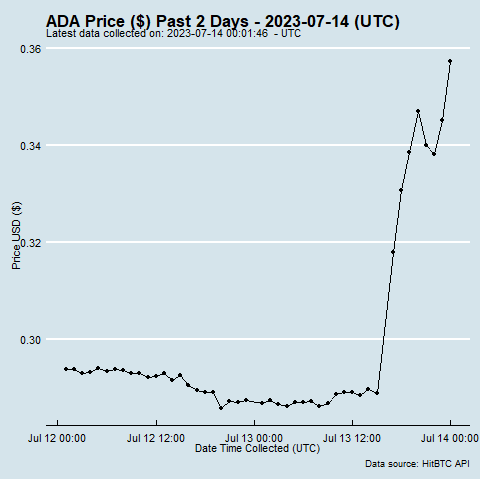 ADA Price ($) Past 2 Days - 2023-07-14 (UTC)
Latest data collected on: 2023-07-14 00:01:46  - UTC
0.36
0.34
0.32
0.30
Price USD ($)
Jul 12 00:00
Jul 12 12:00
Jul 13 00:00
Jul 13 12:00
Jul 14 00:00
Date Time Collected (UTC)
Data source: HitBTC API